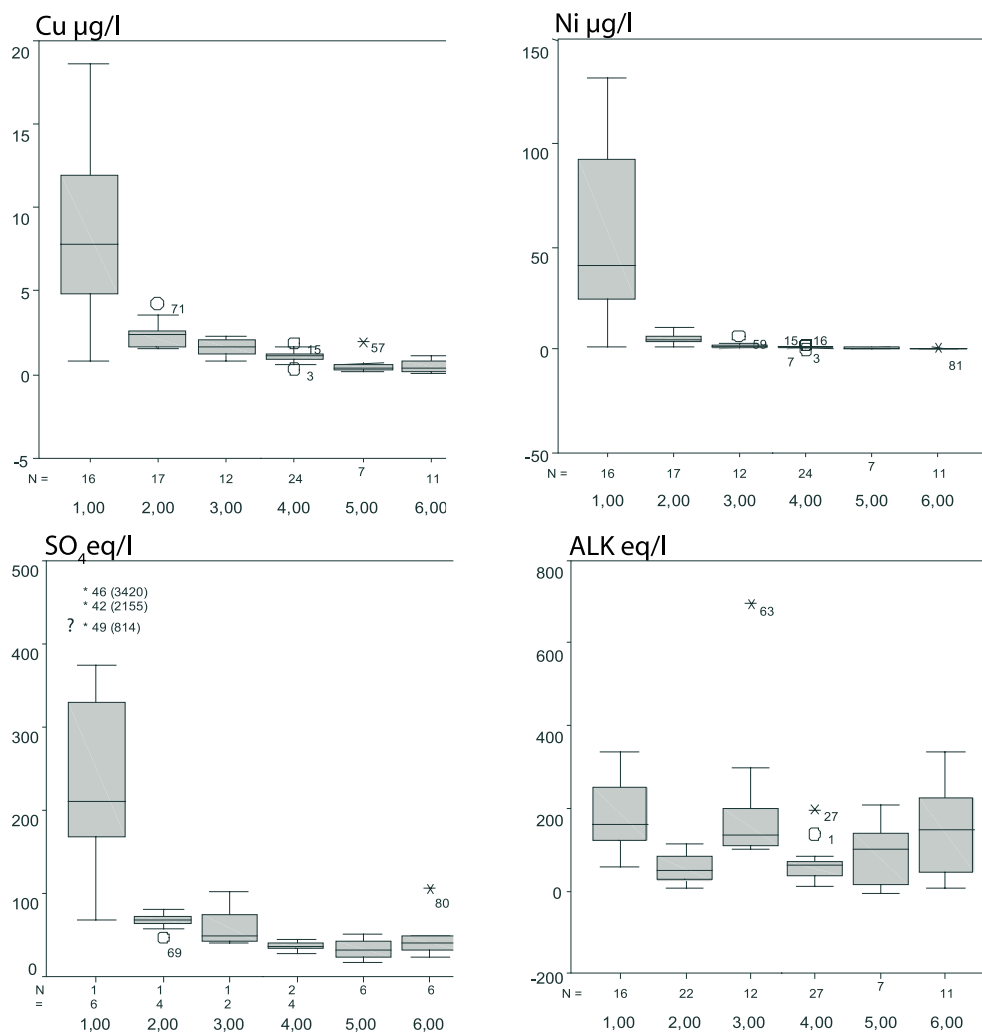 Cu µg/l
20
15
10
5
0
-5
71
15
3
57
N =
16 17 12 24 7 11
1,00 2,00 3,00 4,00 5,00 6,00
Ni µg/l
150
100
50
0
-50
59
15 16
7 3
81
N =
16 17 12 24 7 11
1,00 2,00 3,00 4,00 5,00 6,00
SO4 eq/l
500
400
300
200
100
0
* 46 (3420)
* 42 (2155)
? * 49 (814)
69
80
N 1 1 1 2 6 6
= 6 4 2 4
1,00 2,00 3,00 4,00 5,00 6,00
ALK eq/l
800
600
400
200
0
-200
63
27
1
N =
16 22 12 27 7 11
1,00 2,00 3,00 4,00 5,00 6,00